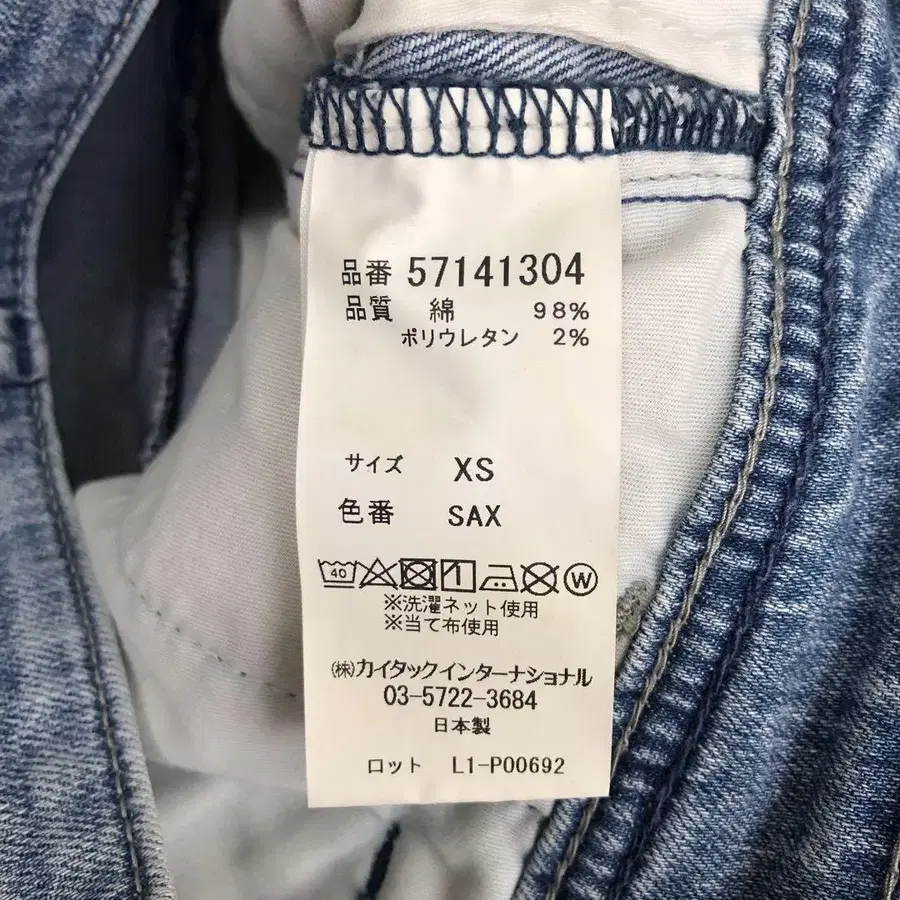 品番 57141304
品質 綿 98%
ポリウレタン 2%
サイズ XS
色番 SAX
40 W
※洗濯ネット使用
※当て布使用
㈱カイタックインターナショナル
03-5722-3684
日本製
ロット L1-P00692